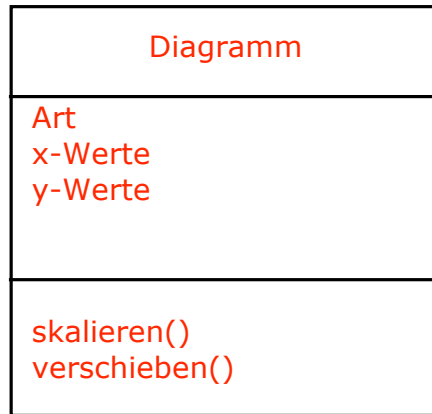 Diagramm
Art
x-Werte
y-Werte
skalieren()
verschieben()